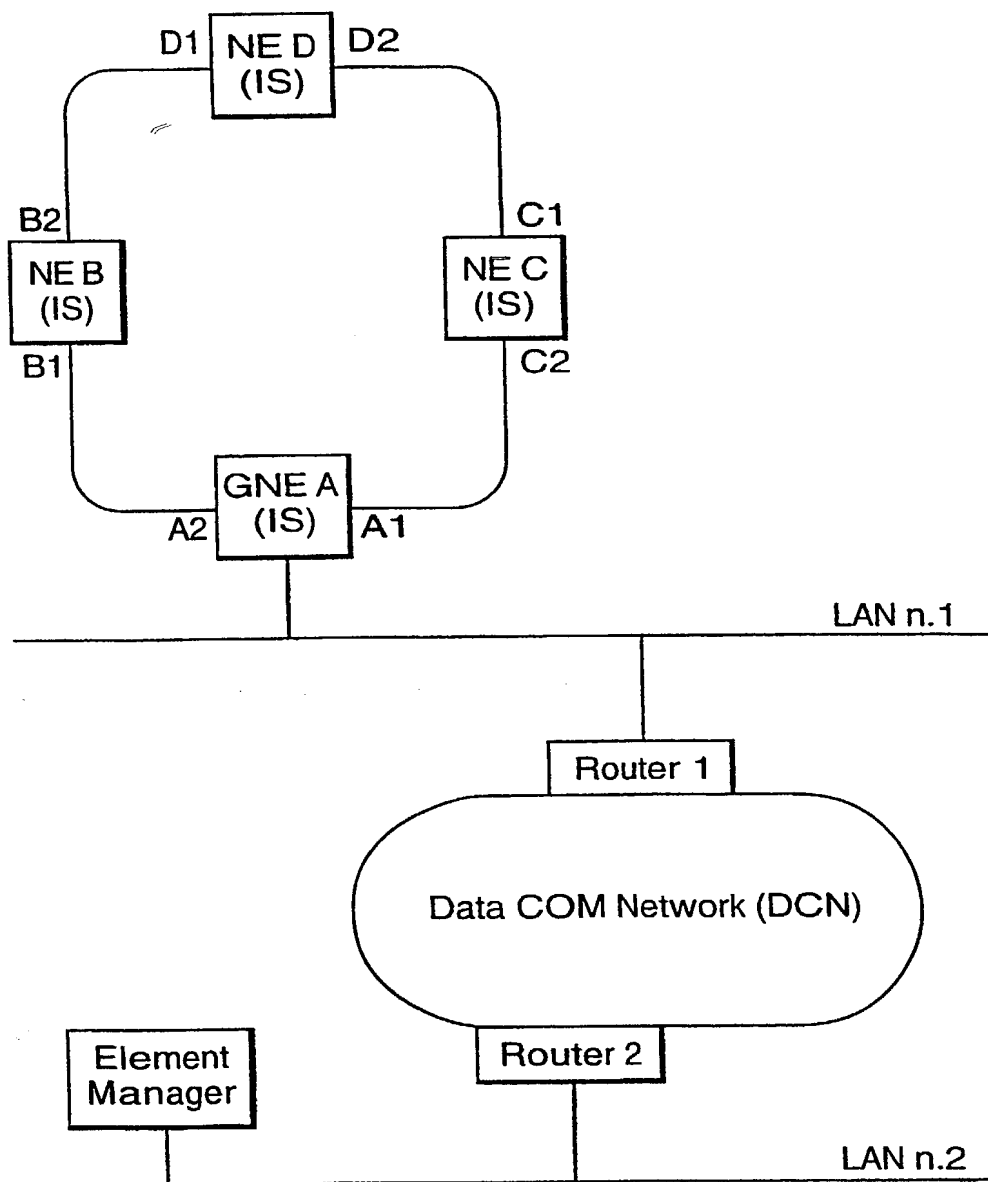 D1
NE D
(IS)
D2
B2
C1
NE B
(IS)
NE C
(IS)
B1
C2
GNE A
(IS)
A2
A1
LAN n.1
Router 1
Data COM Network (DCN)
Router 2
Element
Manager
LAN n.2